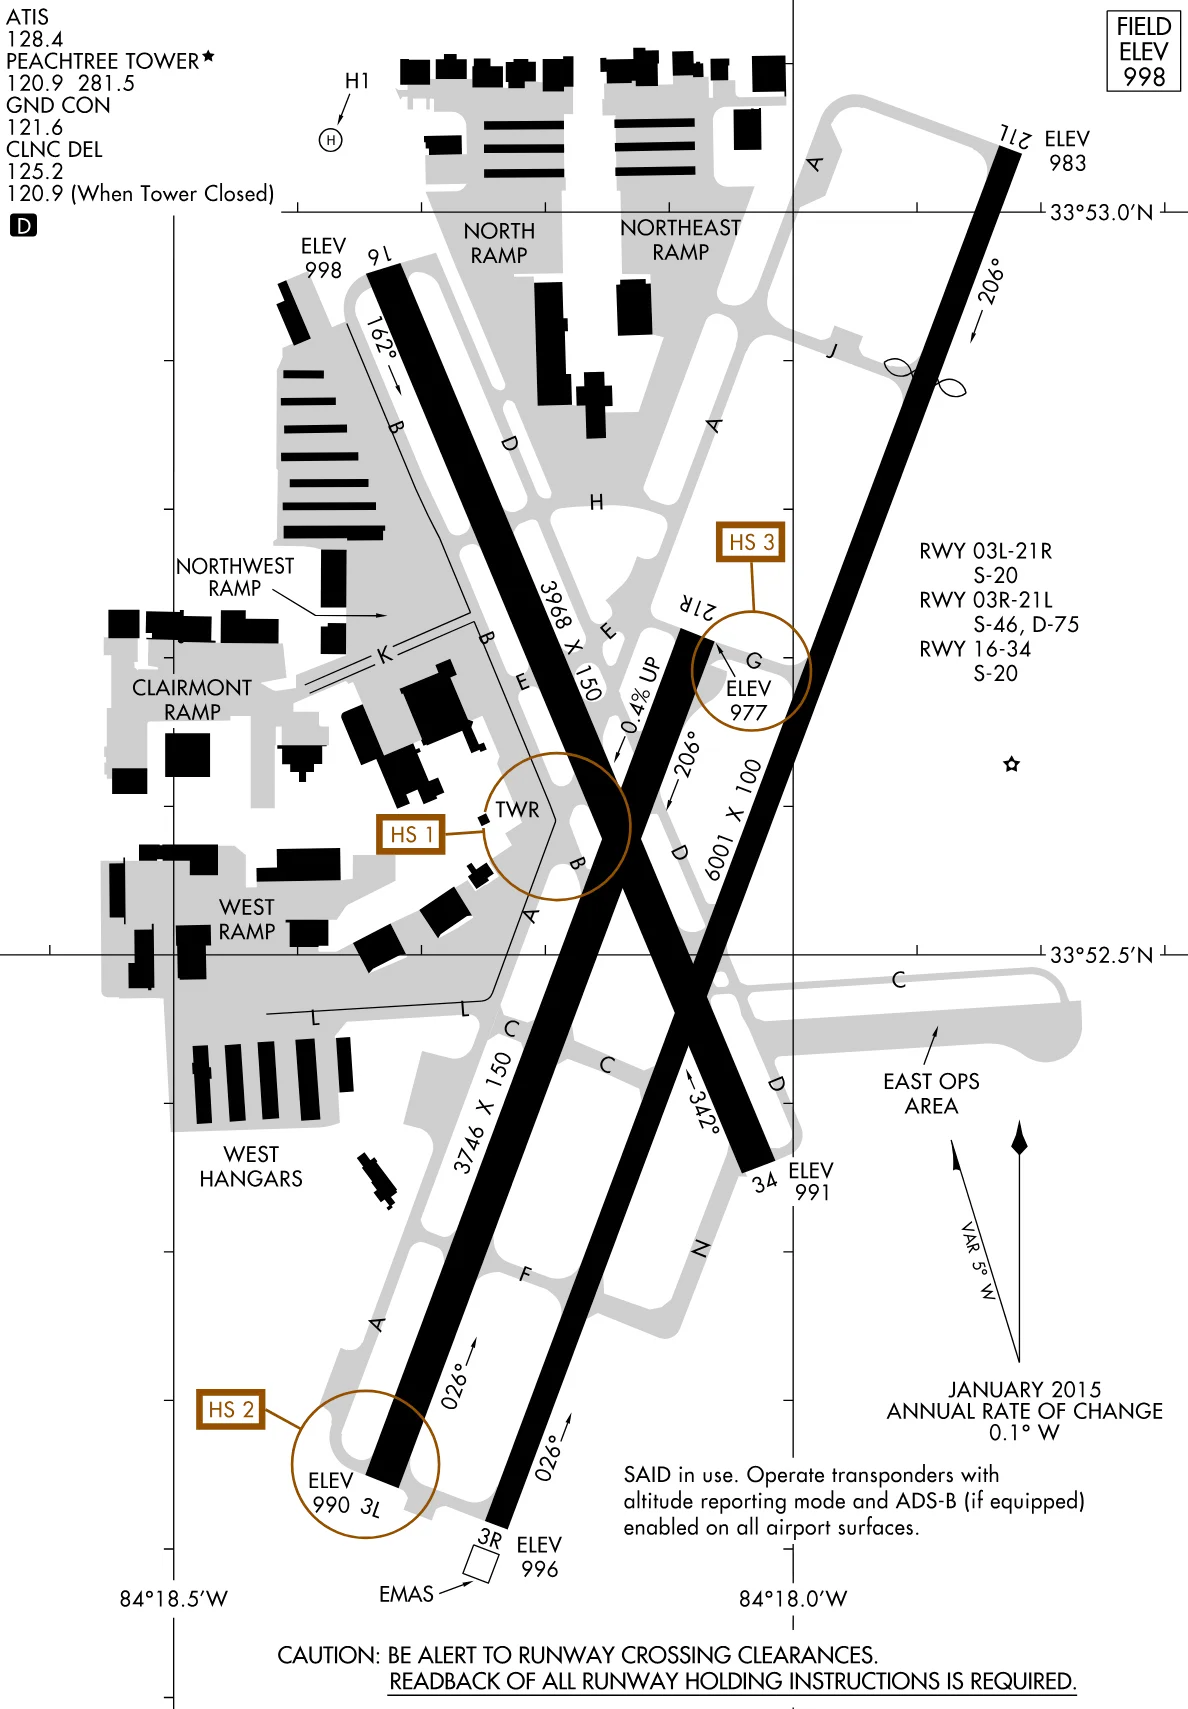 ATIS
128.4
PEACHTREE TOWER★
120.9 281.5
GND CON
121.6
CLNC DEL
125.2
120.9 (When Tower Closed)
D
FIELD
ELEV
998
H1
H
21L
ELEV
983
A
33°53.0'N
NORTH
RAMP
NORTHEAST
RAMP
ELEV
998
16
206°
162°
J
B
D
A
H
HS 3
RWY 03L-21R
S-20
RWY 03R-21L
S-46, D-75
RWY 16-34
S-20
NORTHWEST
RAMP
3968 X 150
21R
E
B
K
G
E
CLAIRMONT
RAMP
ELEV
977
0.4% UP
206°
6001 X 100
TWR
HS 1
B
D
A
WEST
RAMP
33°52.5'N
C
L
L
C
C
3746 X 150
EAST OPS
AREA
D
342°
WEST
HANGARS
34
ELEV
991
N
F
A
VAR 5° W
026°
026°
JANUARY 2015
ANNUAL RATE OF CHANGE
0.1° W
HS 2
ELEV
990
3L
SAID in use. Operate transponders with
altitude reporting mode and ADS-B (if equipped)
enabled on all airport surfaces.
3R
ELEV
996
EMAS
84°18.5'W
84°18.0'W
CAUTION: BE ALERT TO RUNWAY CROSSING CLEARANCES.
READBACK OF ALL RUNWAY HOLDING INSTRUCTIONS IS REQUIRED.